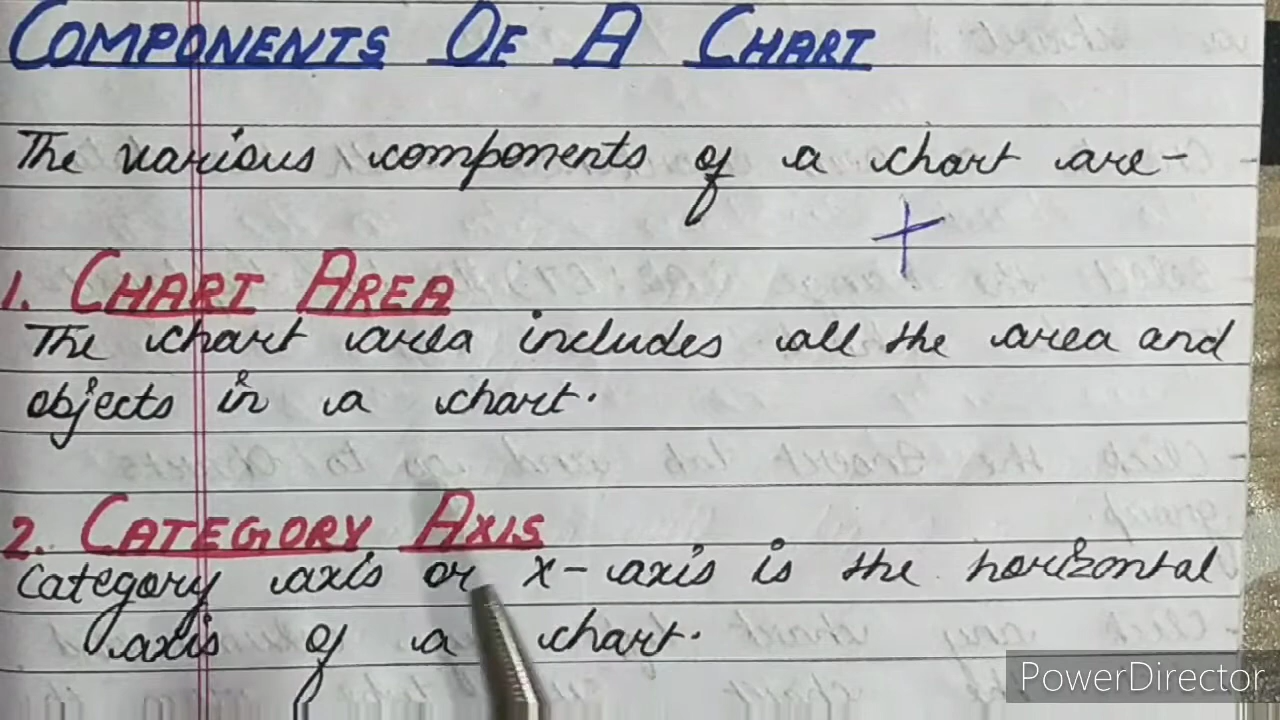 COMPONENTS OF A CHART
The various components of a chart are-
1. CHART AREA
The chart area includes all the area and
objects in a chart.
2. CATEGORY AXIS
Category axis or x-axis is the horizontal
axis of a chart.
PowerDirector